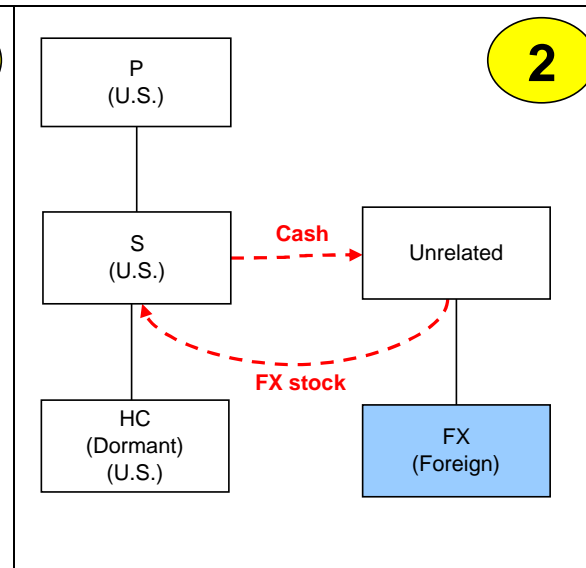 P
(U.S.)
2
S
(U.S.)
Cash
Unrelated
FX stock
HC
(Dormant)
(U.S.)
FX
(Foreign)